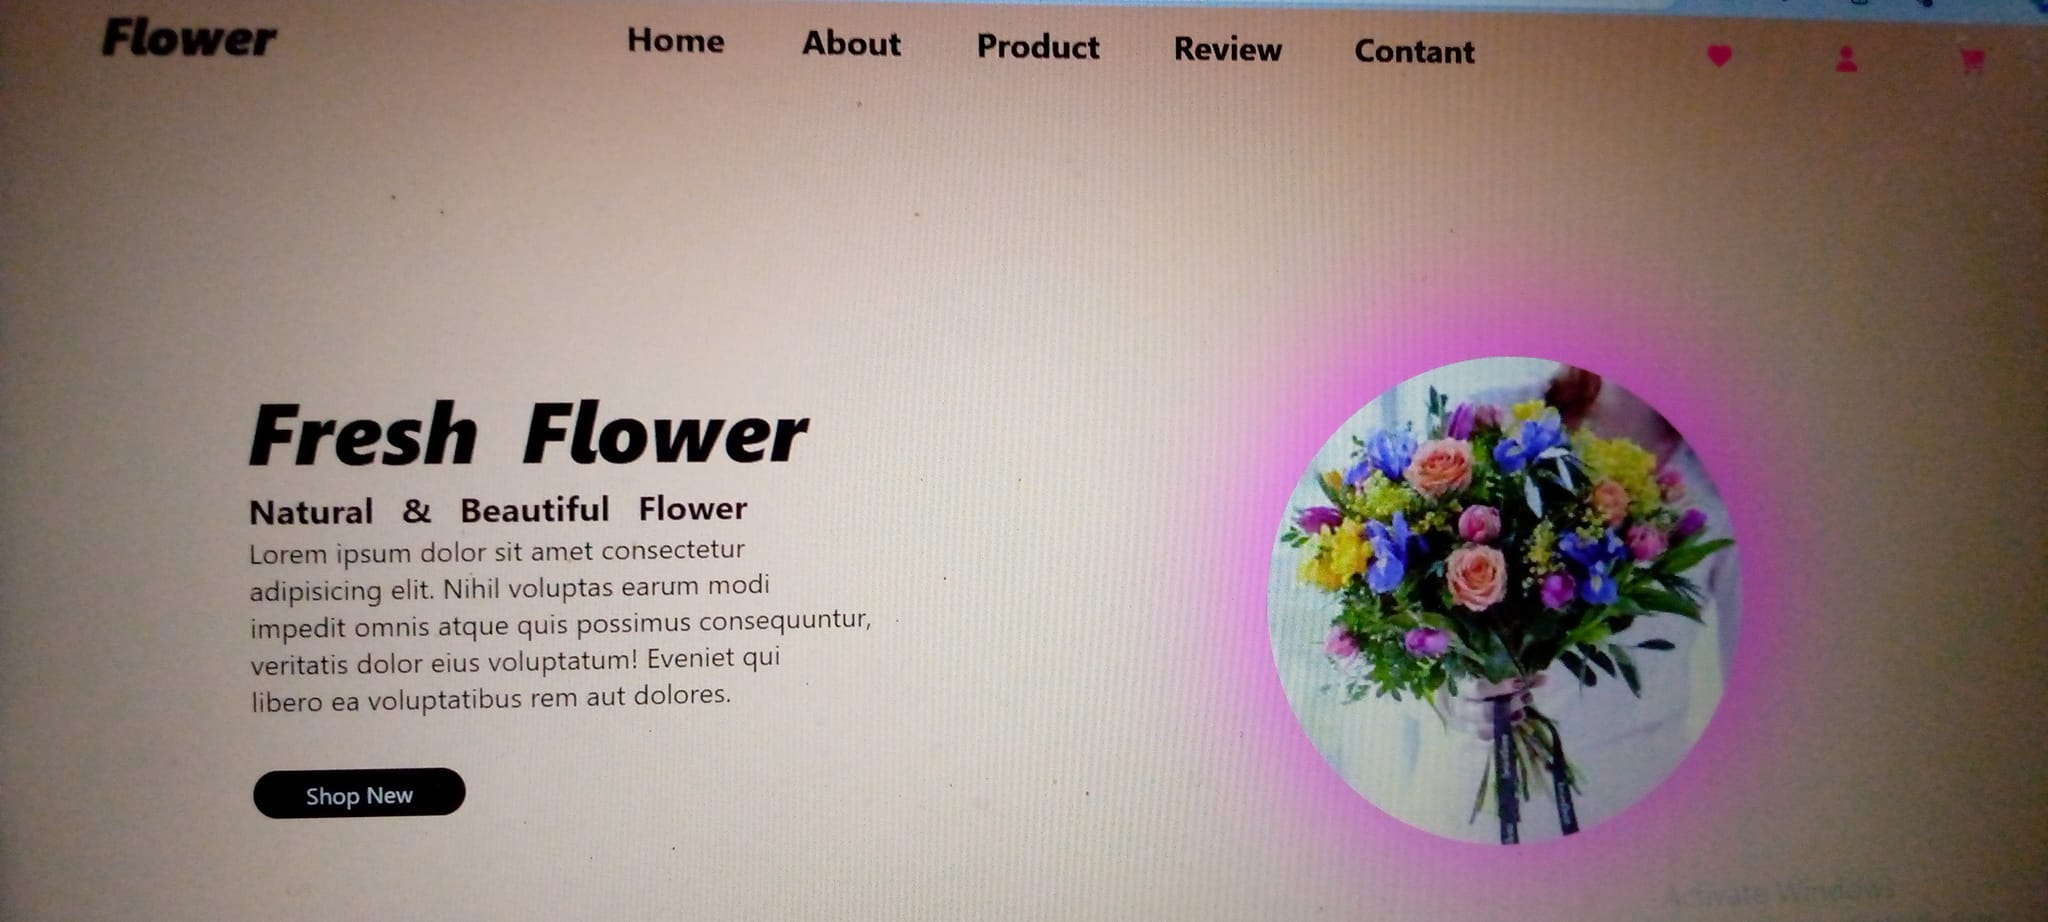 Flower
Home About Product Review Contant
Fresh Flower
Natural & Beautiful Flower
Lorem ipsum dolor sit amet consectetur
adipisicing elit. Nihil voluptas earum modi
impedit omnis atque quis possimus consequuntur,
veritatis dolor eius voluptatum! Eveniet qui
libero ea voluptatibus rem aut dolores.
Shop New
Activate Windows